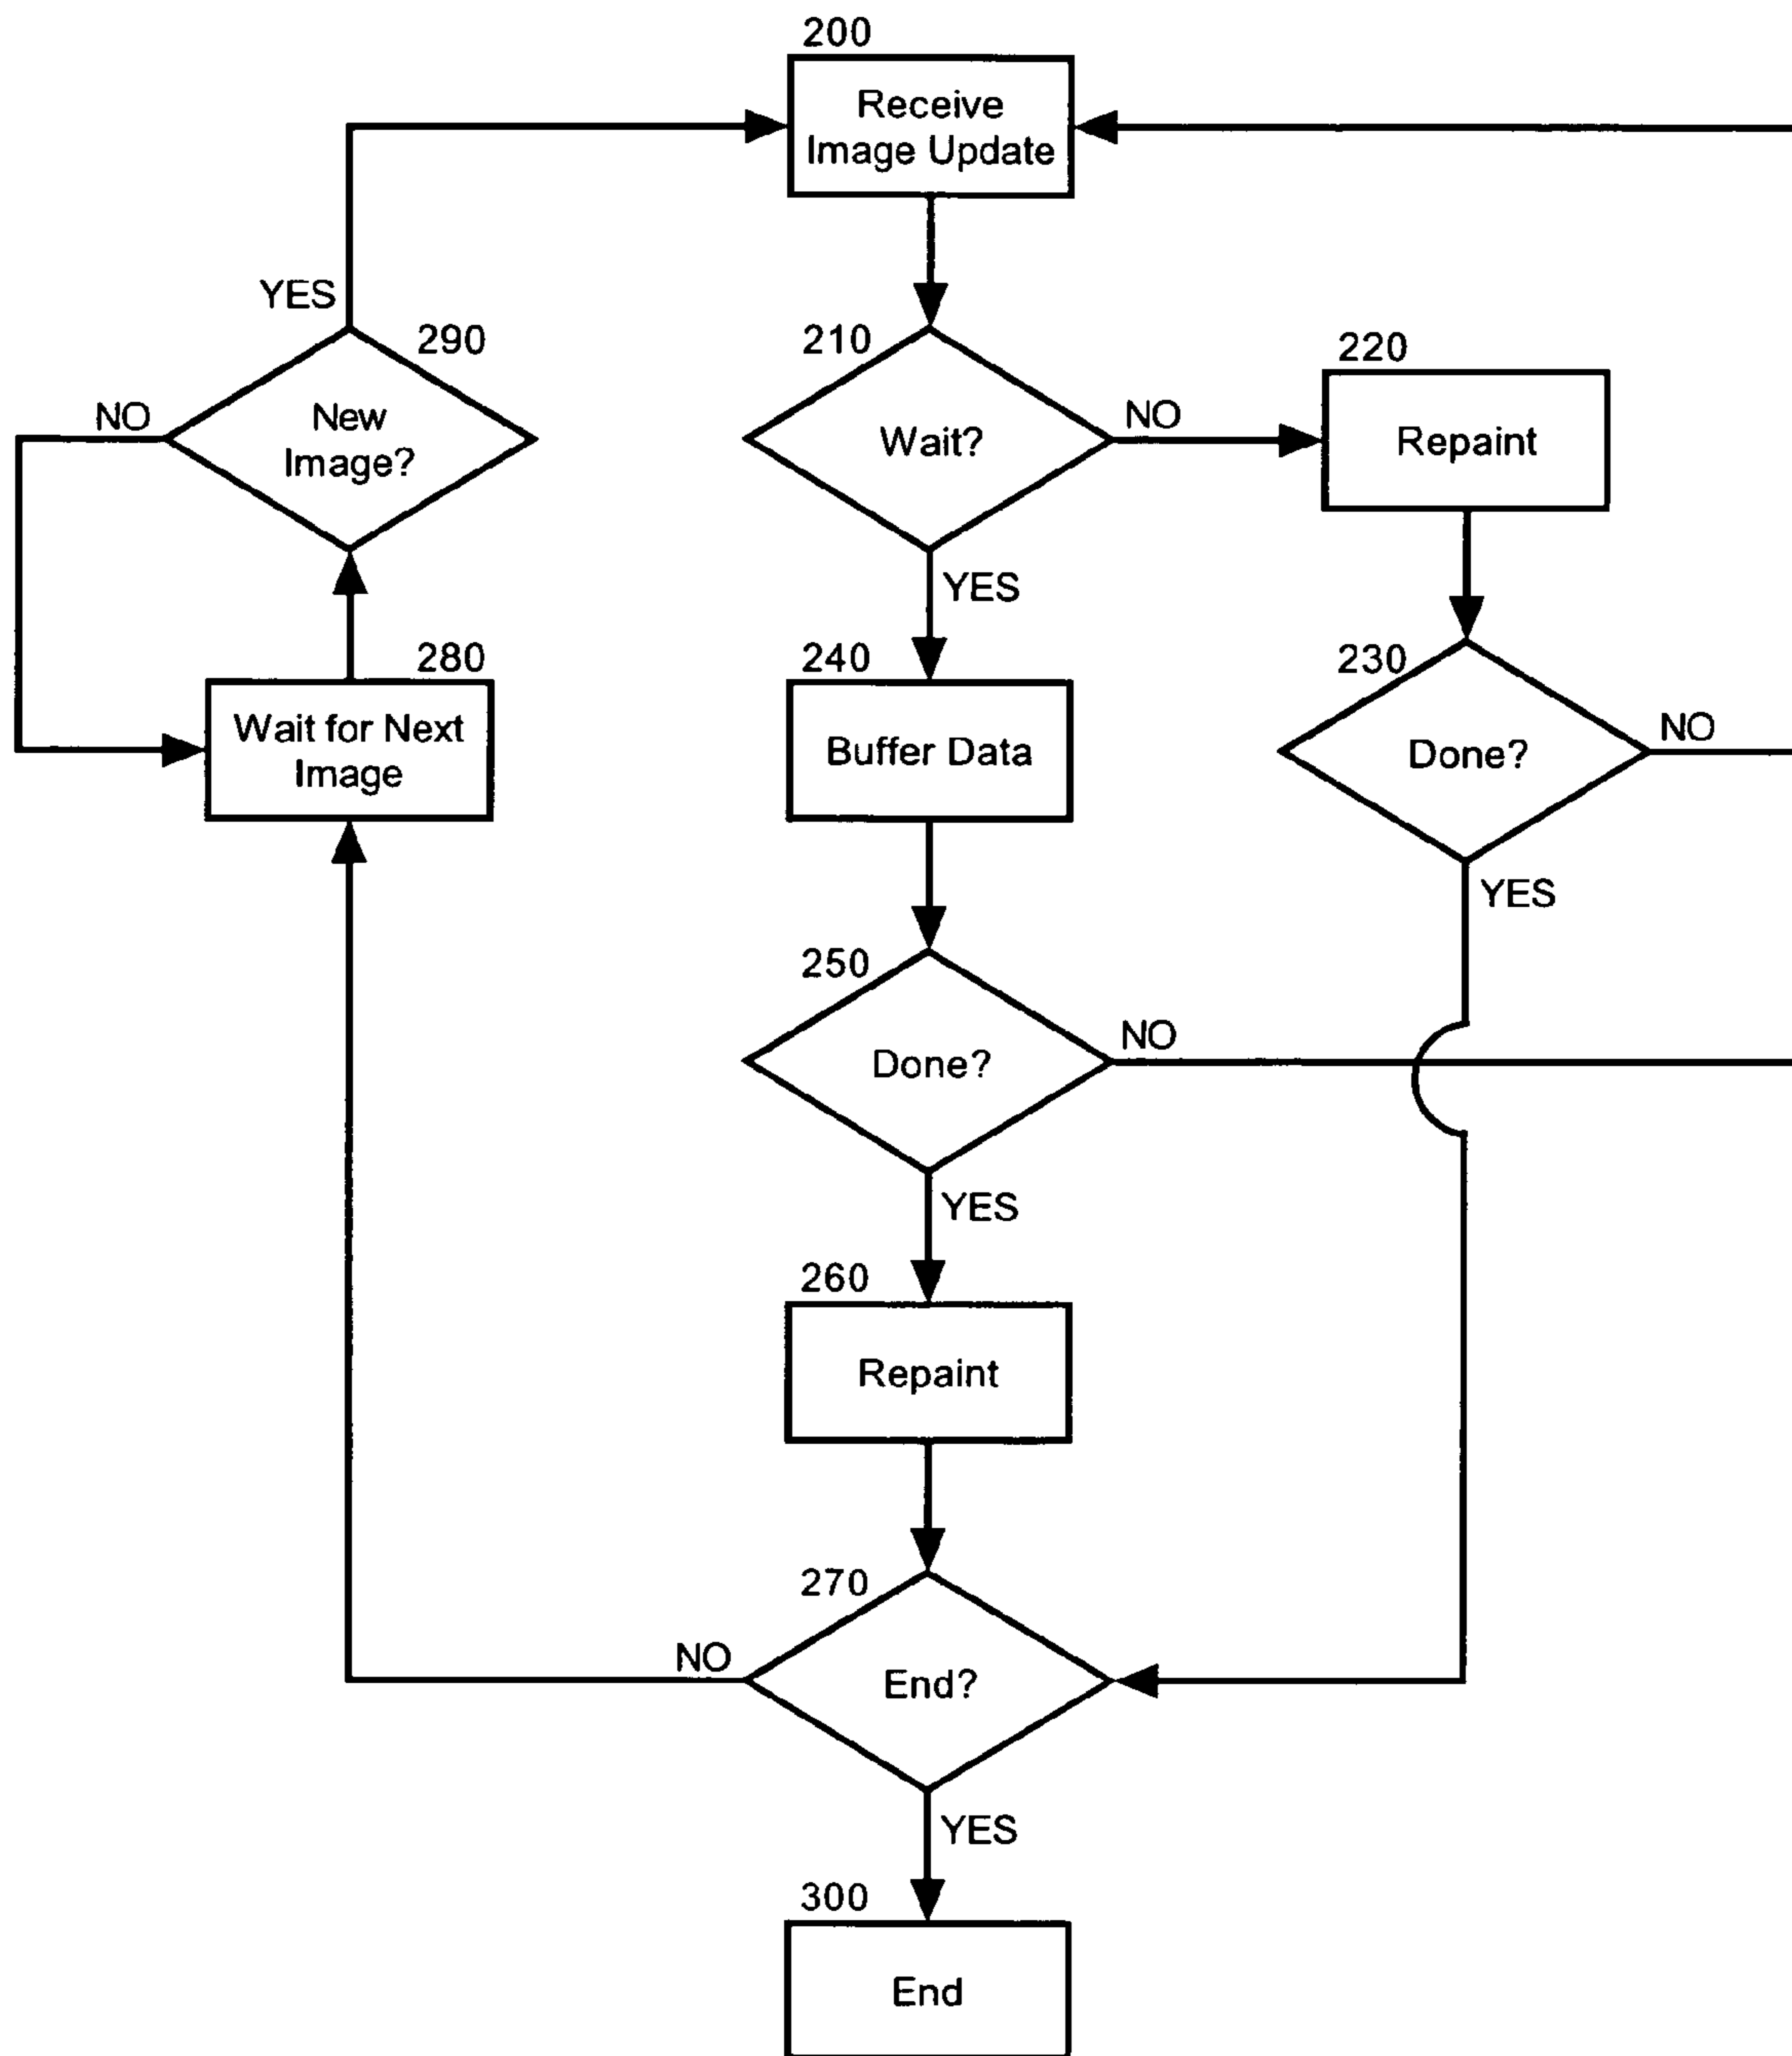 200
Receive
Image Update
YES
290
New
Image?
NO
210
Wait?
NO
YES
220
Repaint
280
Wait for Next
Image
240
Buffer Data
230
Done?
NO
YES
250
Done?
NO
YES
260
Repaint
270
End?
NO
YES
300
End